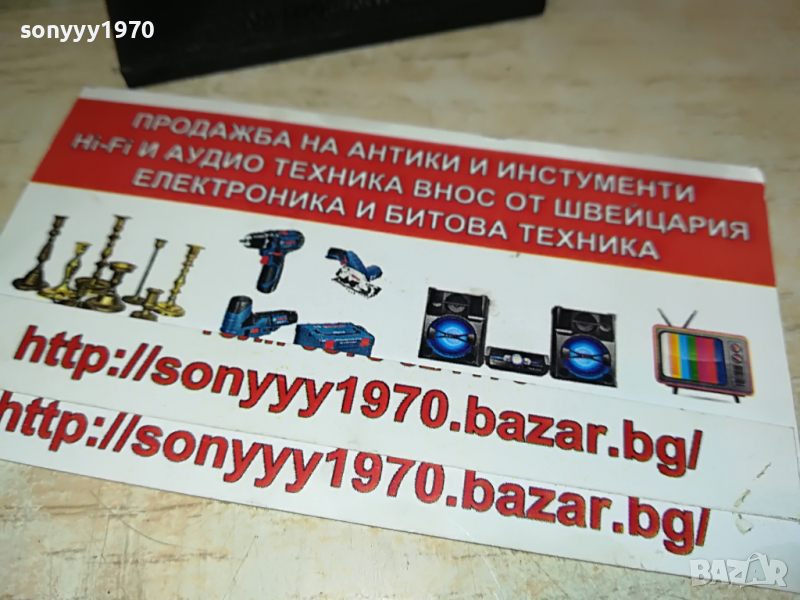 sonyyy1970
ПРОДАЖБА НА АНТИКИ И ИНСТУМЕНТИ
Hi-Fi И АУДИО ТЕХНИКА ВНОС ОТ ШВЕЙЦАРИЯ
ЕЛЕКТРОНИКА И БИТОВА ТЕХНИКА
http://sonyyy1970.bazar.bg/
http://sonyyy1970.bazar.bg/
BAZAR